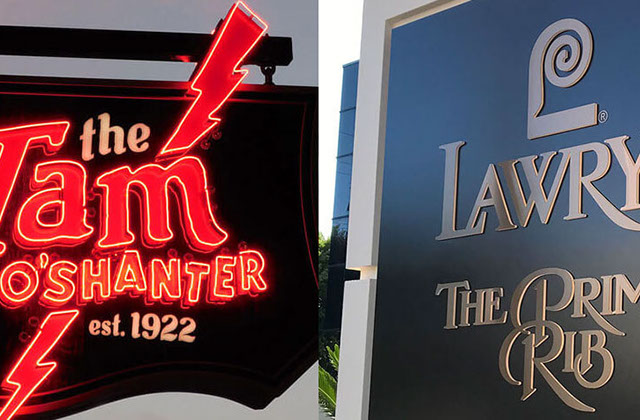 the
Tam
O'SHANTER
est. 1922
®
LAWRY
THE PRIM
RIB